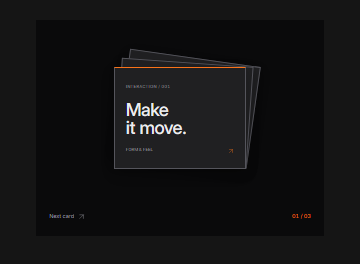 INTERACTION / 001
Make
it move.
Next card
01 / 03